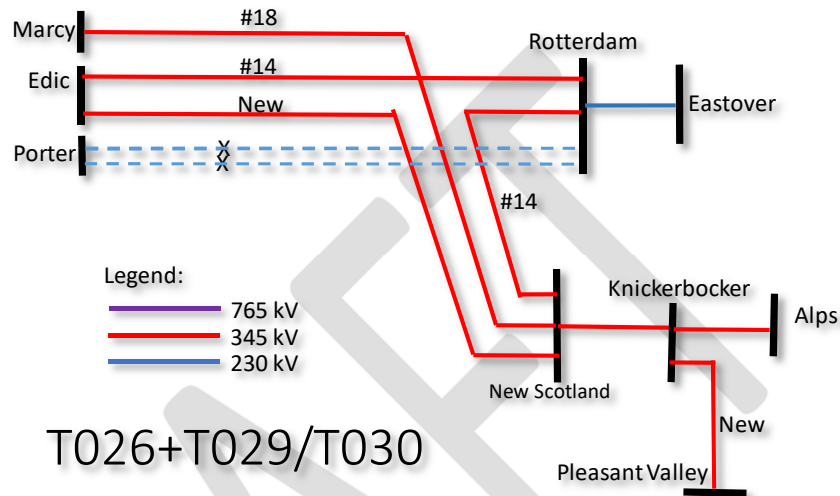 #18
Marcy
Rotterdam
#14
Edic
New
Eastover
Porter
X
X
X
#14
Legend:
Knickerbocker
765 kV
Alps
345 kV
230 kV
New Scotland
New
T026+T029/T030
Pleasant Valley
DRAFT